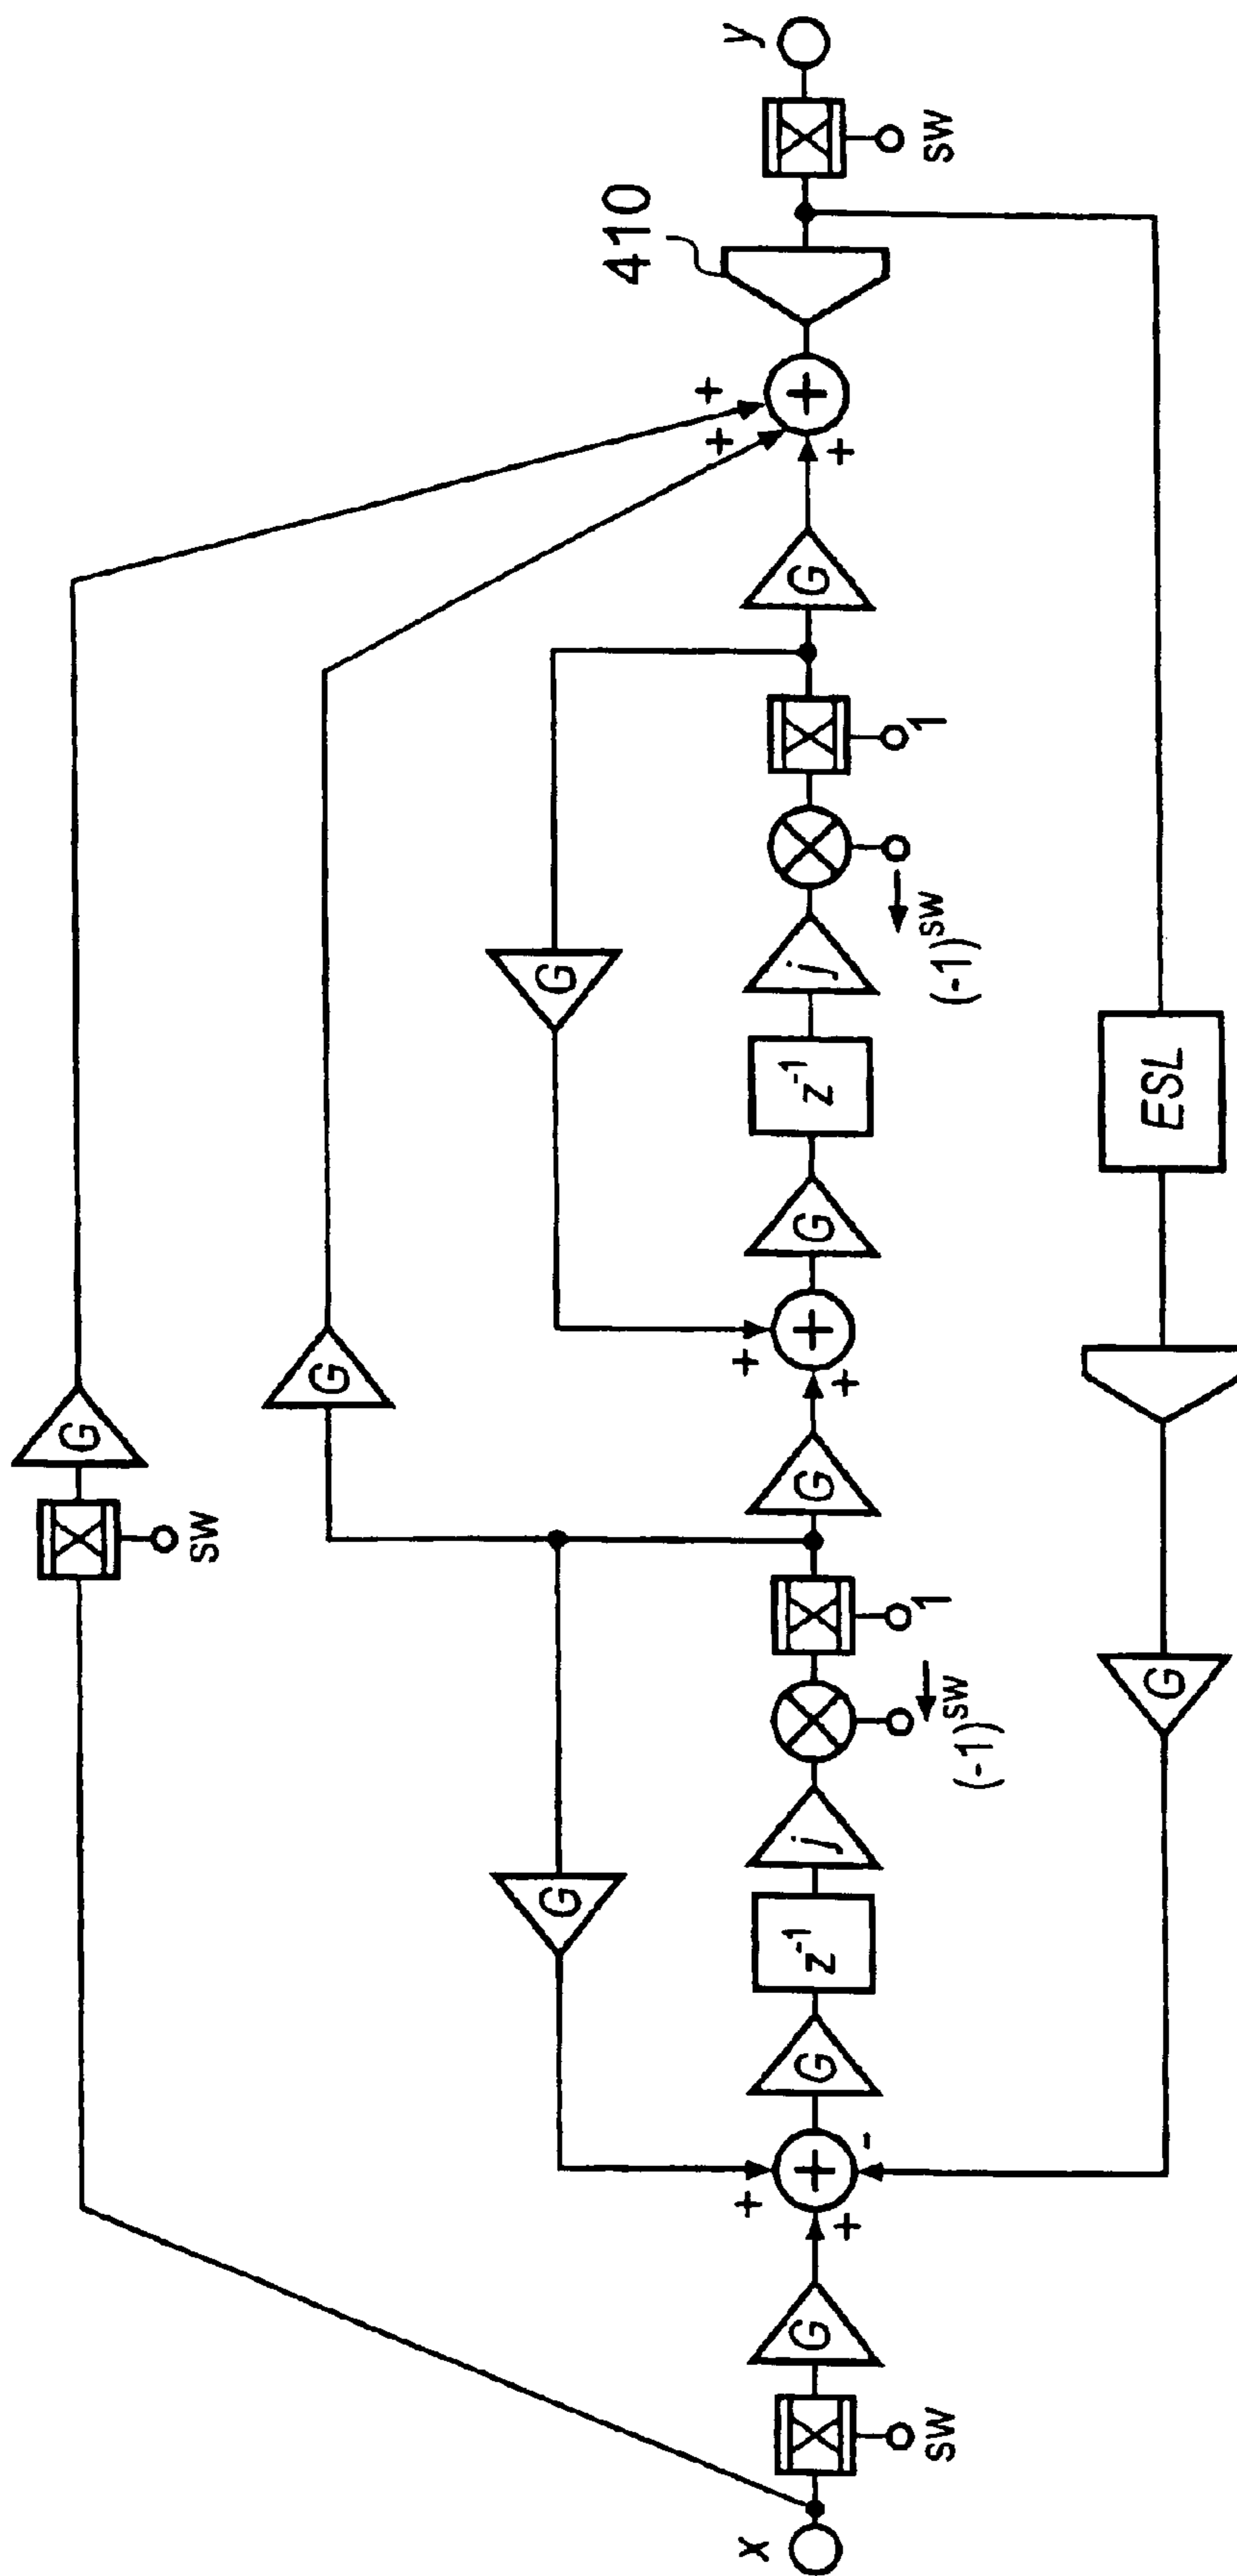 G
sw
G
G G
410
y
+ +
+ +
x G + G z⁻¹ j G + G z⁻¹ j G +
+ - + +
sw 1 1 sw
(-1)^sw (-1)^sw
G ESL